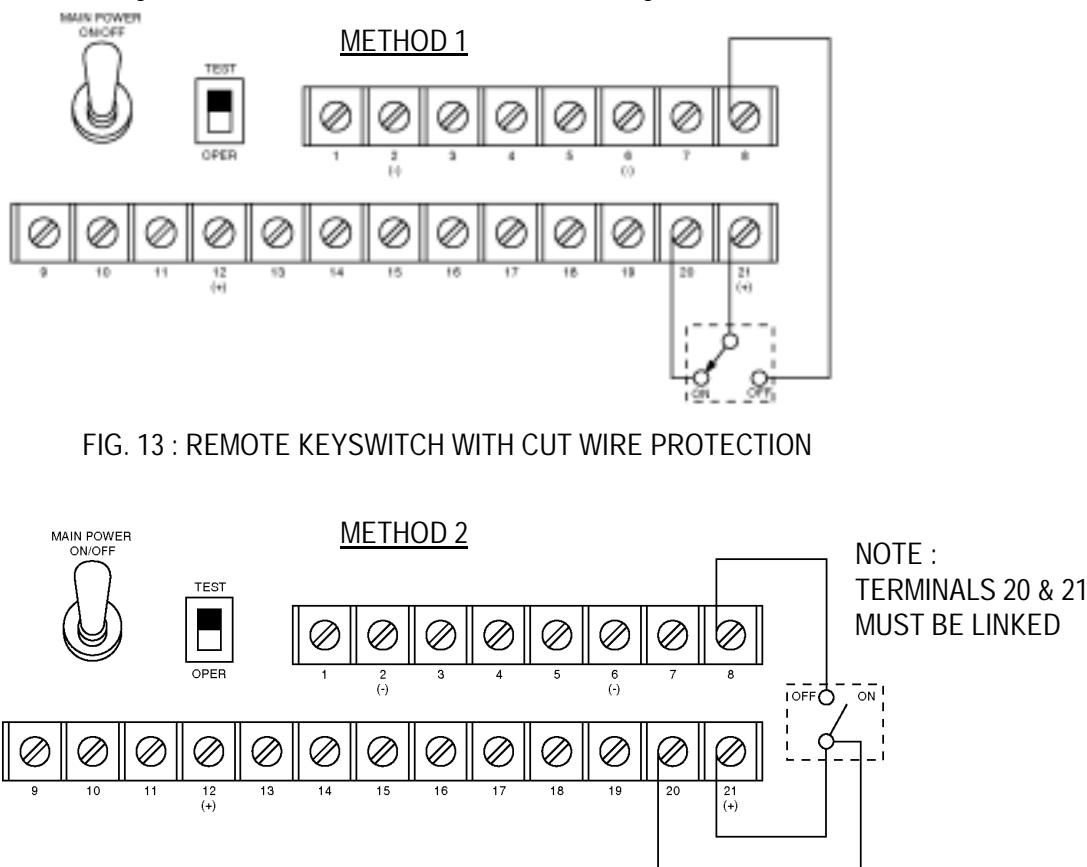 MAIN POWER
ON/OFF
METHOD 1
TEST
OPER
1 2 3 4 5 6 7 8
(-) (-)
9 10 11 12 13 14 15 16 17 18 19 20 21
(+) (+)
ON OFF
FIG. 13 : REMOTE KEYSWITCH WITH CUT WIRE PROTECTION
METHOD 2
MAIN POWER
ON/OFF
NOTE :
TERMINALS 20 & 21
MUST BE LINKED
TEST
OPER
1 2 3 4 5 6 7 8
(-) (-)
OFF ON
9 10 11 12 13 14 15 16 17 18 19 20 21
(+) (+)